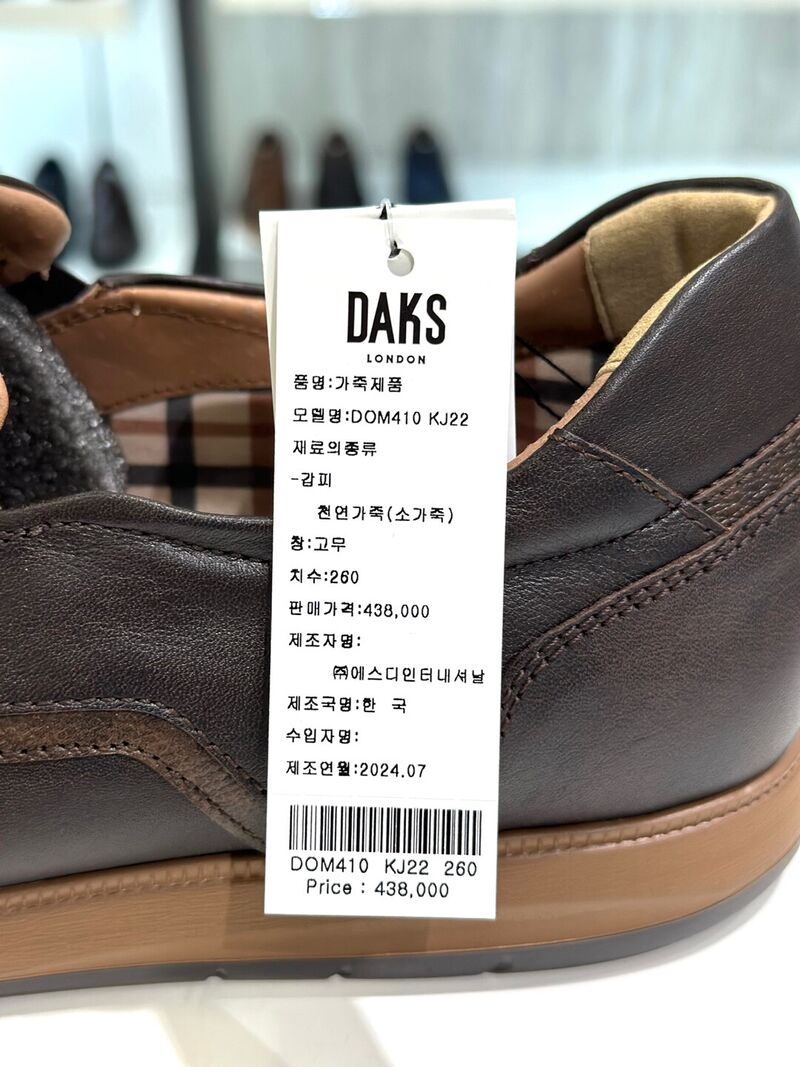 DAKS
LONDON
품명:가죽제품
모델명:DOM410 KJ22
재료의종류
-갑피
천연가죽(소가죽)
창:고무
치수:260
판매가격:438,000
제조자명:
㈜에스디인터내셔날
제조국명:한 국
수입자명:
제조연월:2024.07
DOM410 KJ22 260
Price : 438,000